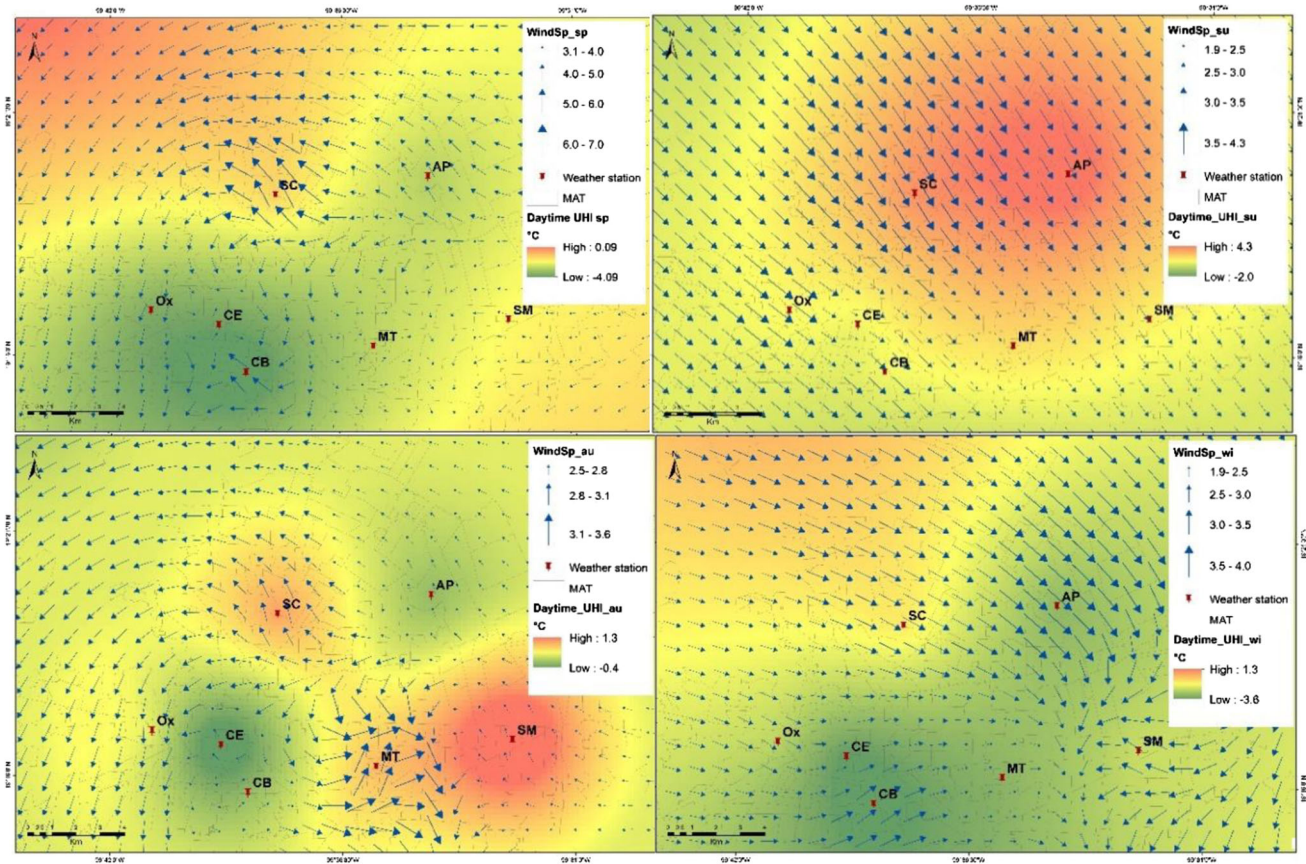 N
WindSp_sp
3.1 - 4.0
4.0 - 5.0
5.0 - 6.0
6.0 - 7.0
Weather station
MAT
Daytime UHI sp
°C
High : 0.09
Low : -4.09
AP
SC
Ox
CE
SM
MT
CB
Km
N
WindSp_su
1.9 - 2.5
2.5 - 3.0
3.0 - 3.5
3.5 - 4.3
Weather station
MAT
Daytime_UHI_su
°C
High : 4.3
Low : -2.0
AP
SC
Ox
CE
SM
MT
CB
Km
N
WindSp_au
2.5- 2.8
2.8 - 3.1
3.1 - 3.6
Weather station
MAT
Daytime_UHI_au
°C
High : 1.3
Low : -0.4
AP
SC
Ox
CE
SM
MT
CB
Km
N
WindSp_wi
1.9- 2.5
2.5 - 3.0
3.0 - 3.5
3.5 - 4.0
Weather station
MAT
Daytime_UHI_wi
°C
High : 1.3
Low : -3.6
AP
SC
Ox
CE
SM
MT
CB
Km